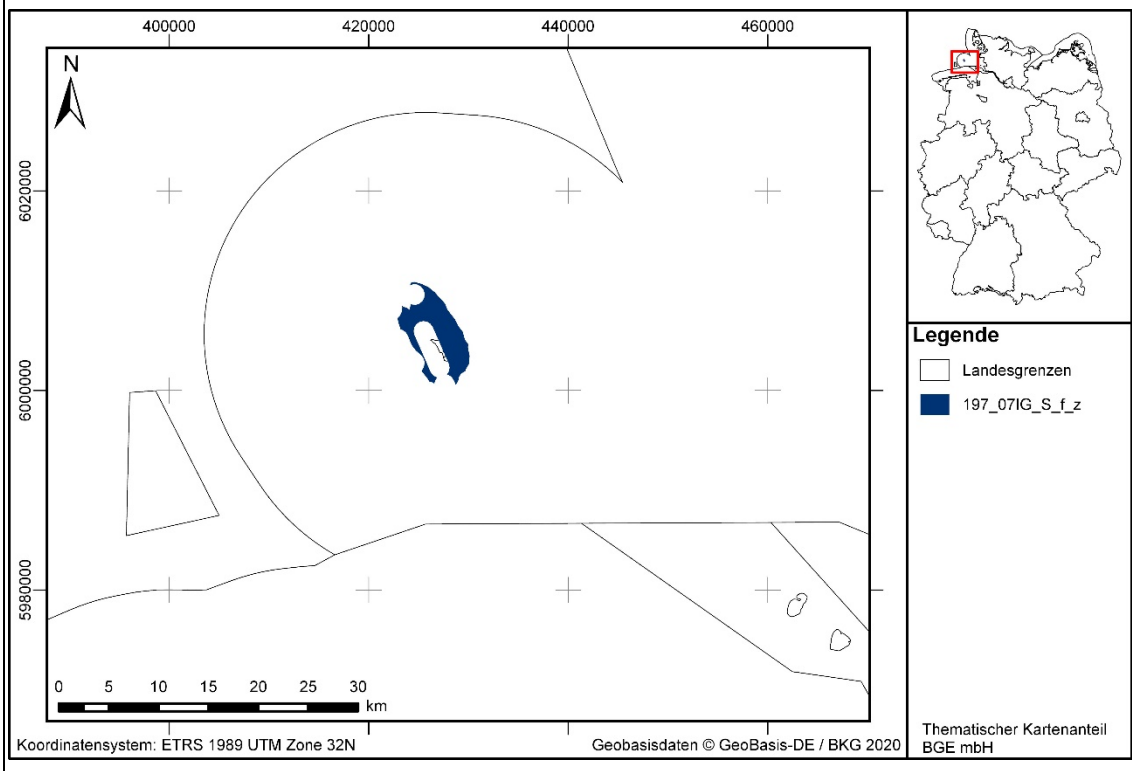 400000 420000 440000 460000
N
6020000
6000000
5980000
0 5 10 15 20 25 30
km
Koordinatensystem: ETRS 1989 UTM Zone 32N
Geobasisdaten © GeoBasis-DE / BKG 2020
Legende
Landesgrenzen
197_07IG_S_f_z
Thematischer Kartenanteil
BGE mbH